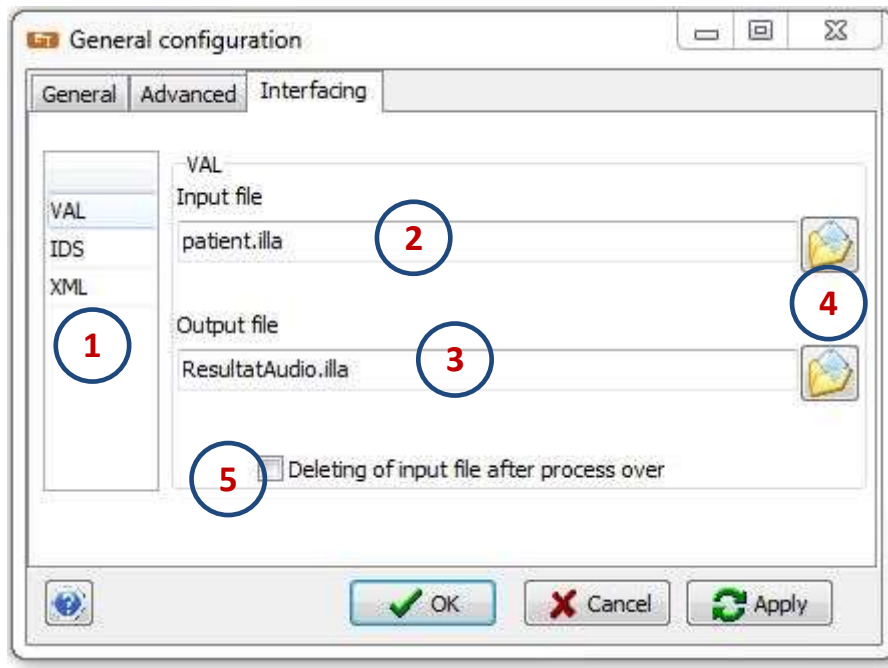 GT General configuration
General Advanced Interfacing
VAL
VAL
Input file
patient.illa
2
IDS
XML
4
1
Output file
ResultatAudio.illa
3
5
Deleting of input file after process over
?
OK Cancel Apply